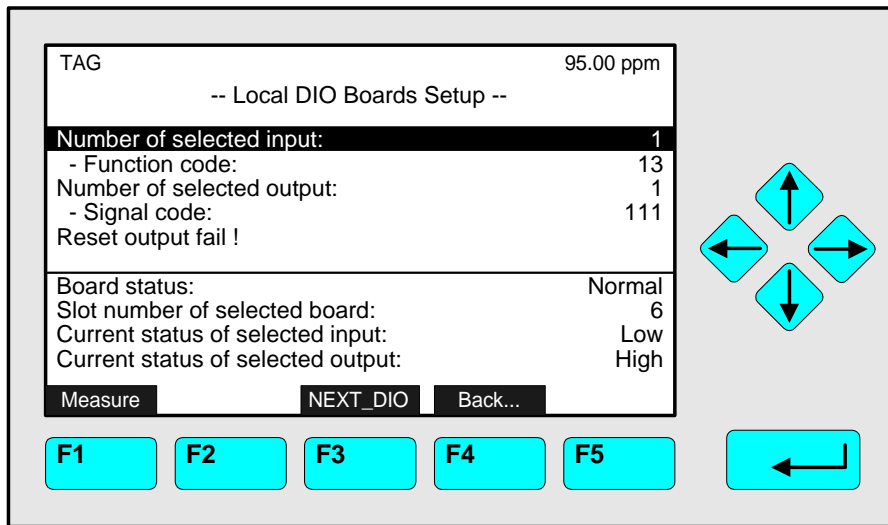 TAG 95.00 ppm
-- Local DIO Boards Setup --
Number of selected input: 1
- Function code: 13
Number of selected output: 1
- Signal code: 111
Reset output fail !
Board status: Normal
Slot number of selected board: 6
Current status of selected input: Low
Current status of selected output: High
Measure NEXT_DIO Back...
F1 F2 F3 F4 F5